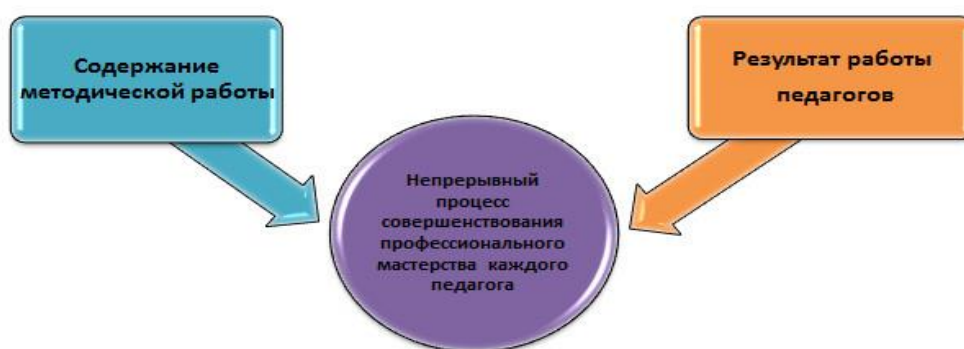 Содержание
методической работы
Результат работы
педагогов
Непрерывный
процесс
совершенствования
профессионального
мастерства каждого
педагога